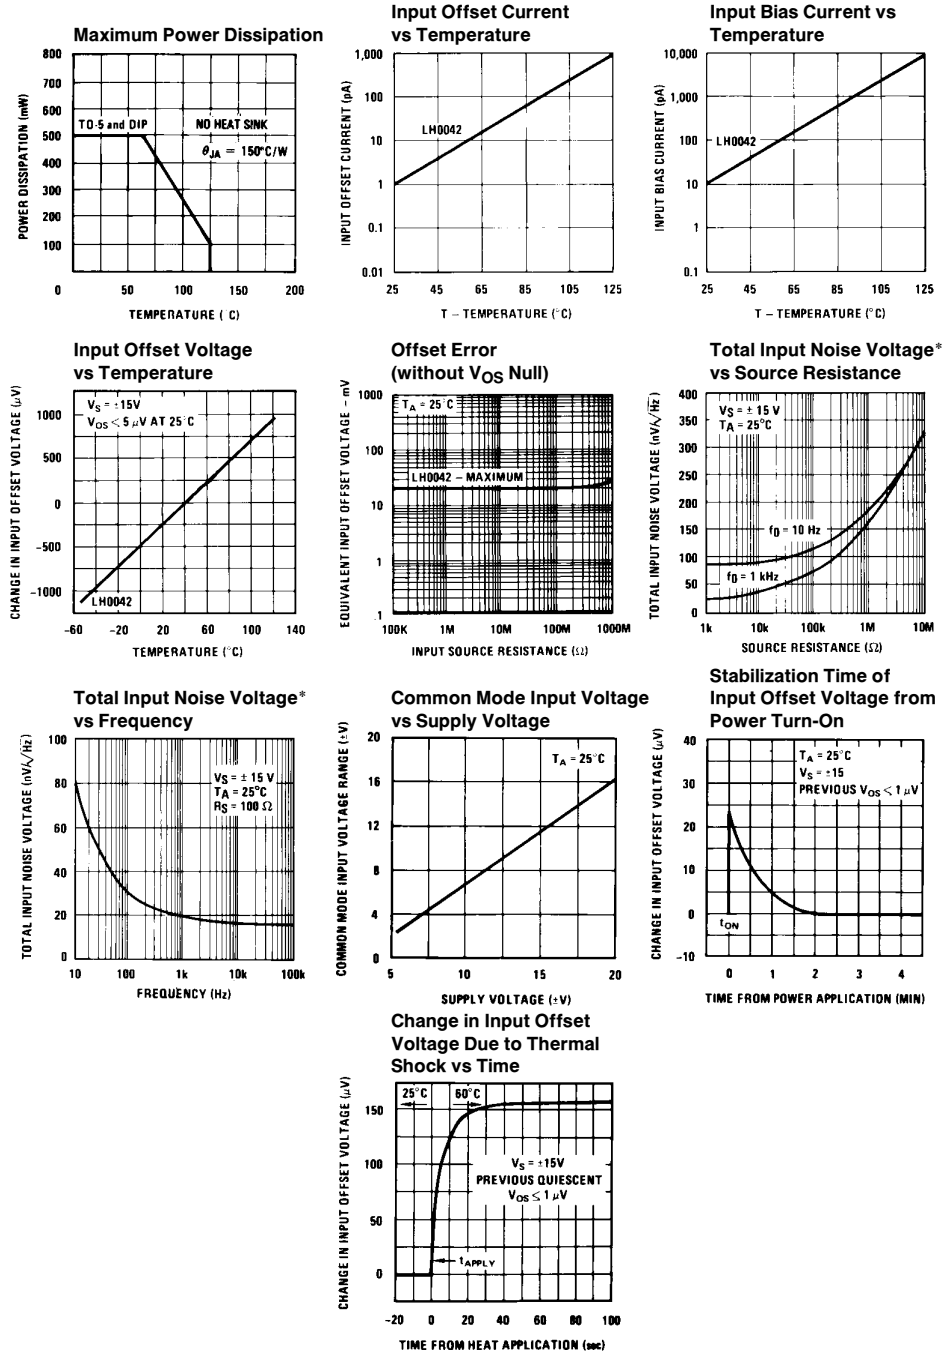 Maximum Power Dissipation
POWER DISSIPATION (mW)
800
700
600
500
400
300
200
100
0
TO-5 and DIP
NO HEAT SINK
θJA = 150°C/W
0 50 100 150 200
TEMPERATURE (°C)
Input Offset Current
vs Temperature
INPUT OFFSET CURRENT (pA)
1,000
100
10
1
0.1
0.01
LH0042
25 45 65 85 105 125
T – TEMPERATURE (°C)
Input Bias Current vs
Temperature
INPUT BIAS CURRENT (pA)
10,000
1,000
100
10
1
0.1
LH0042
25 45 65 85 105 125
T – TEMPERATURE (°C)
Input Offset Voltage
vs Temperature
CHANGE IN INPUT OFFSET VOLTAGE (μV)
1000
500
0
-500
-1000
VS = ±15V
VOS < 5 μV AT 25°C
LH0042
-60 -20 20 60 100 140
TEMPERATURE (°C)
Offset Error
(without VOS Null)
EQUIVALENT INPUT OFFSET VOLTAGE – mV
1000
100
10
1
.1
TA = 25°C
LH0042 – MAXIMUM
100K 1M 10M 100M 1000M
INPUT SOURCE RESISTANCE (Ω)
Total Input Noise Voltage*
vs Source Resistance
TOTAL INPUT NOISE VOLTAGE (nV/√Hz)
400
350
300
250
200
150
100
50
0
VS = ± 15 V
TA = 25°C
f0 = 10 Hz
f0 = 1 kHz
1k 10k 100k 1M 10M
SOURCE RESISTANCE (Ω)
Total Input Noise Voltage*
vs Frequency
TOTAL INPUT NOISE VOLTAGE (nV/√Hz)
100
80
60
40
20
0
VS = ± 15 V
TA = 25°C
RS = 100 Ω
10 100 1k 10k 100k
FREQUENCY (Hz)
Common Mode Input Voltage
vs Supply Voltage
COMMON MODE INPUT VOLTAGE RANGE (±V)
20
16
12
8
4
0
TA = 25°C
5 10 15 20
SUPPLY VOLTAGE (±V)
Stabilization Time of
Input Offset Voltage from
Power Turn-On
CHANGE IN INPUT OFFSET VOLTAGE (μV)
40
30
20
10
0
-10
TA = 25°C
VS = ±15
PREVIOUS VOS < 1 μV
tON
0 1 2 3 4
TIME FROM POWER APPLICATION (MIN)
Change in Input Offset
Voltage Due to Thermal
Shock vs Time
CHANGE IN INPUT OFFSET VOLTAGE (μV)
150
100
50
0
25°C 60°C
VS = ±15V
PREVIOUS QUIESCENT
VOS ≤ 1 μV
tAPPLY
-20 0 20 40 60 80 100
TIME FROM HEAT APPLICATION (sec)